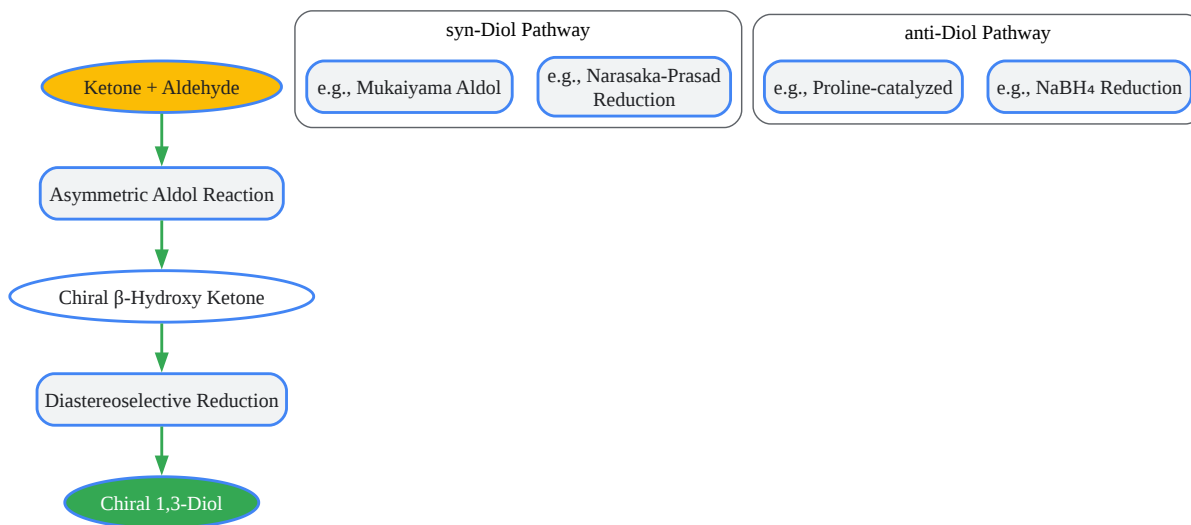 syn-Diol Pathway
e.g., Mukaiyama Aldol
e.g., Narasaka-Prasad
Reduction
anti-Diol Pathway
e.g., Proline-catalyzed
e.g., NaBH₄ Reduction
Ketone + Aldehyde
Asymmetric Aldol Reaction
Chiral β-Hydroxy Ketone
Diastereoselective Reduction
Chiral 1,3-Diol